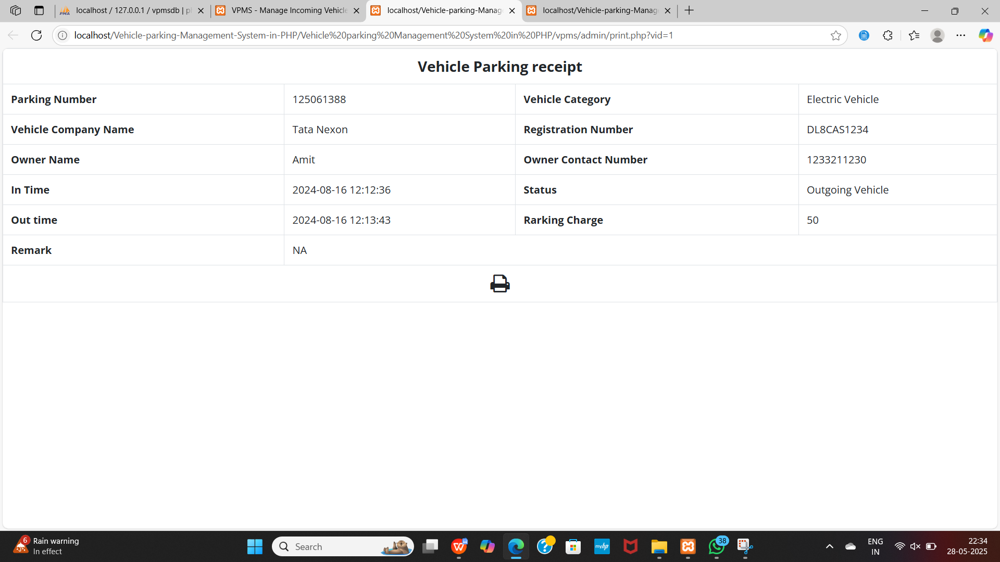 localhost / 127.0.0.1 / vpmsdb | p
VPMS - Manage Incoming Vehicle
localhost/Vehicle-parking-Manag
localhost/Vehicle-parking-Manag
localhost/Vehicle-parking-Management-System-in-PHP/Vehicle%20parking%20Management%20System%20in%20PHP/vpms/admin/print.php?vid=1
Vehicle Parking receipt
Parking Number 125061388 Vehicle Category Electric Vehicle
Vehicle Company Name Tata Nexon Registration Number DL8CAS1234
Owner Name Amit Owner Contact Number 1233211230
In Time 2024-08-16 12:12:36 Status Outgoing Vehicle
Out time 2024-08-16 12:13:43 Rarking Charge 50
Remark NA
6
Rain warning
In effect
Search
myhp
38
ENG
IN
22:34
28-05-2025